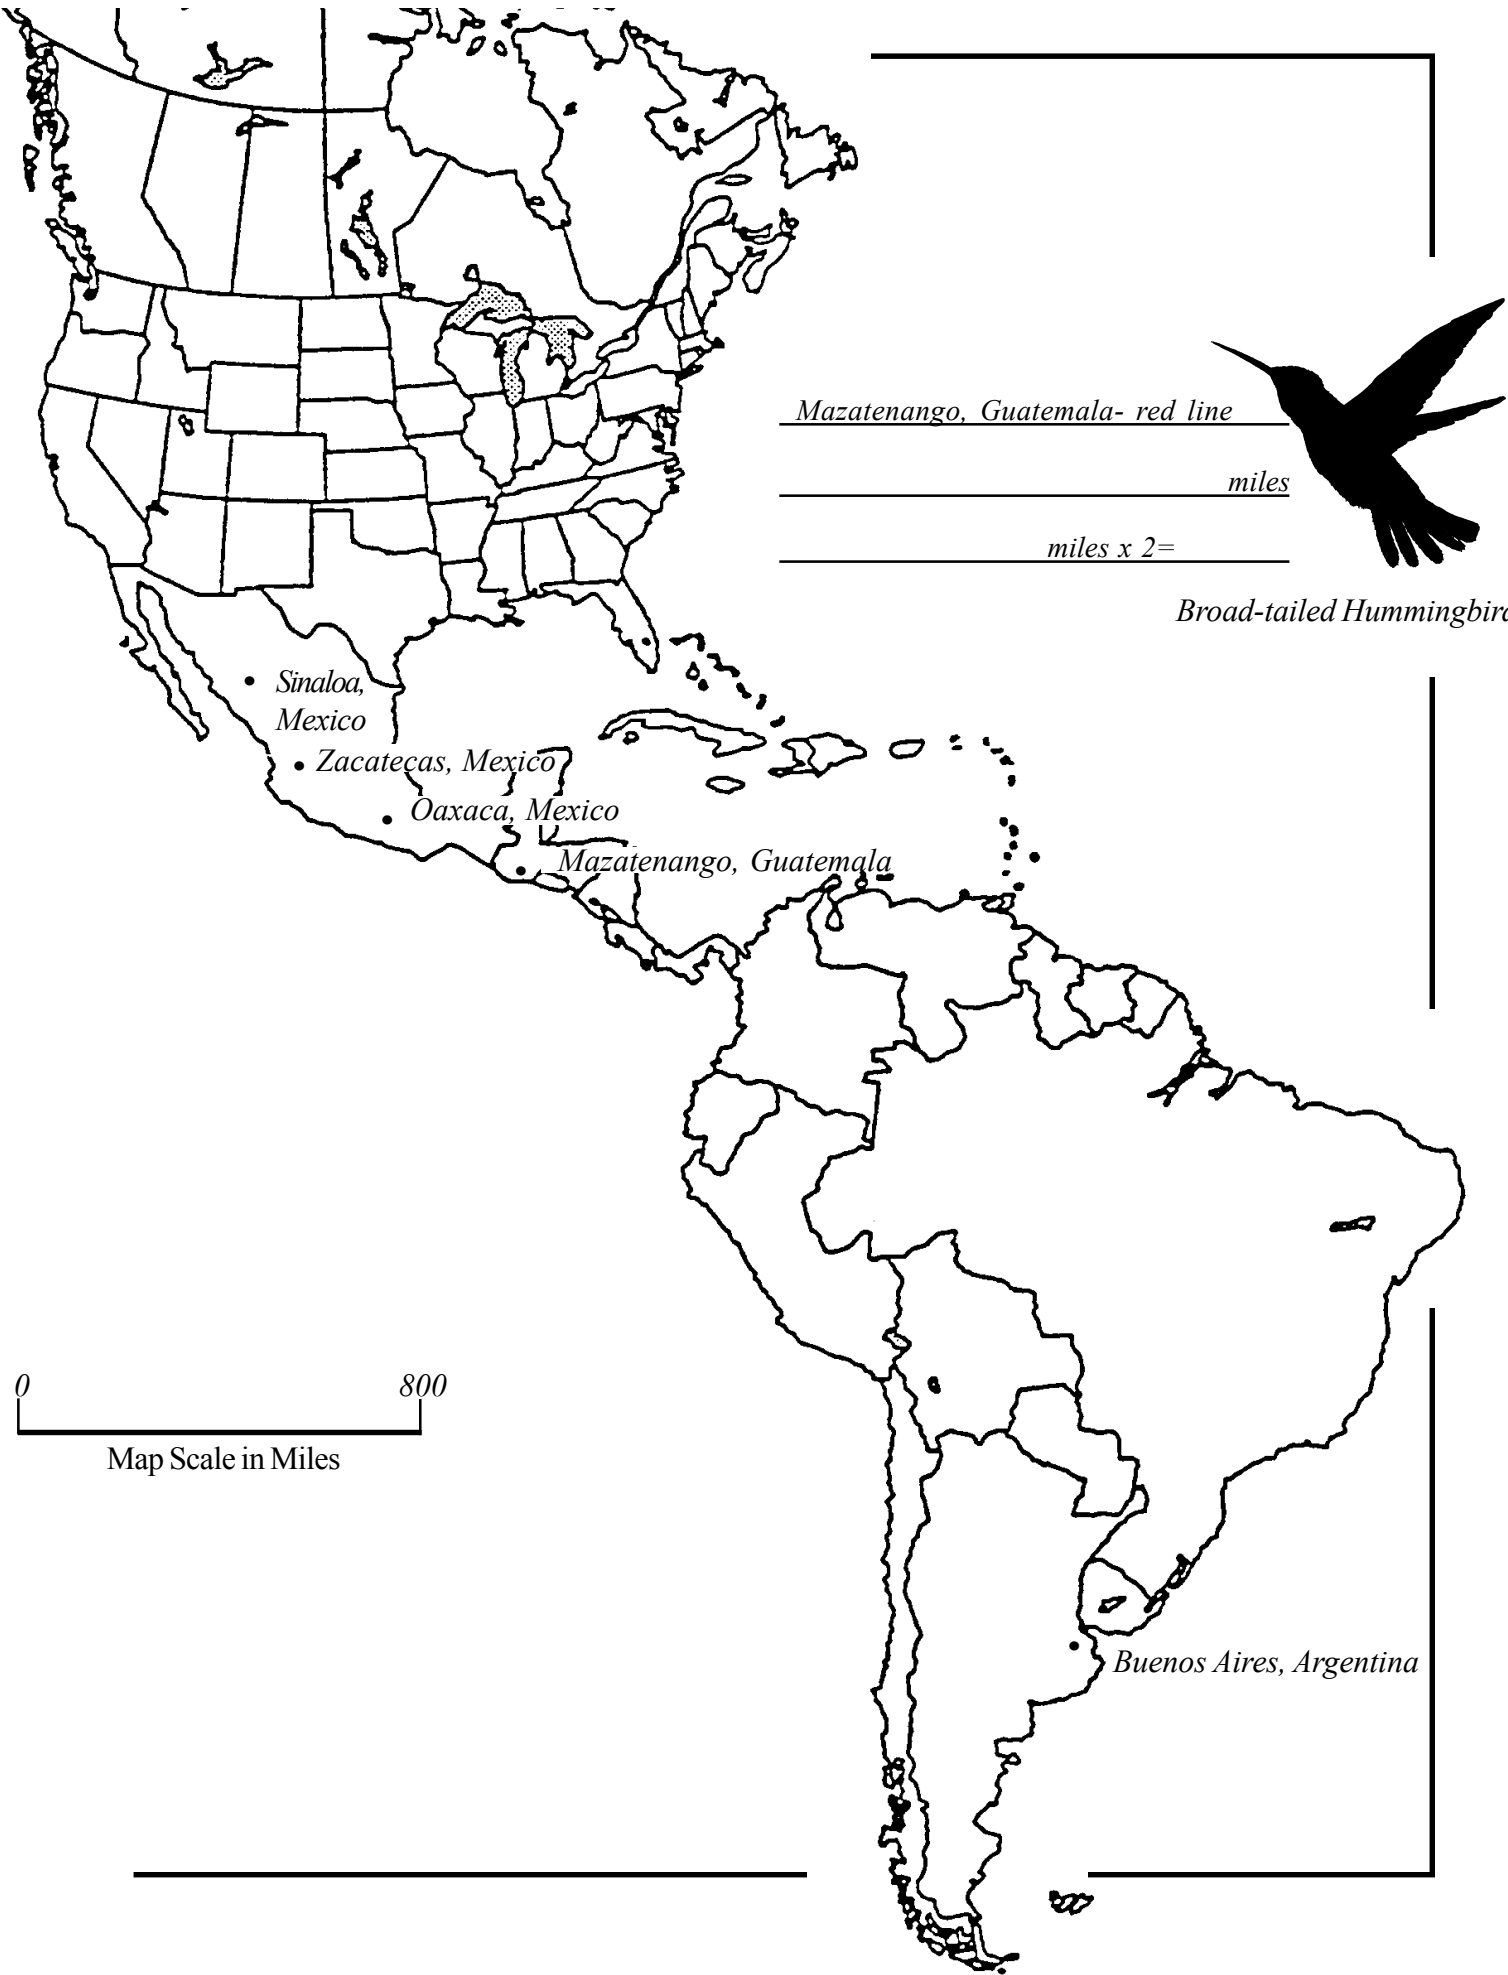 Mazatenango, Guatemala- red line
miles
miles x 2=
Broad-tailed Hummingbird
Sinaloa,
Mexico
Zacatecas, Mexico
Oaxaca, Mexico
Mazatenango, Guatemala
0 800
Map Scale in Miles
Buenos Aires, Argentina